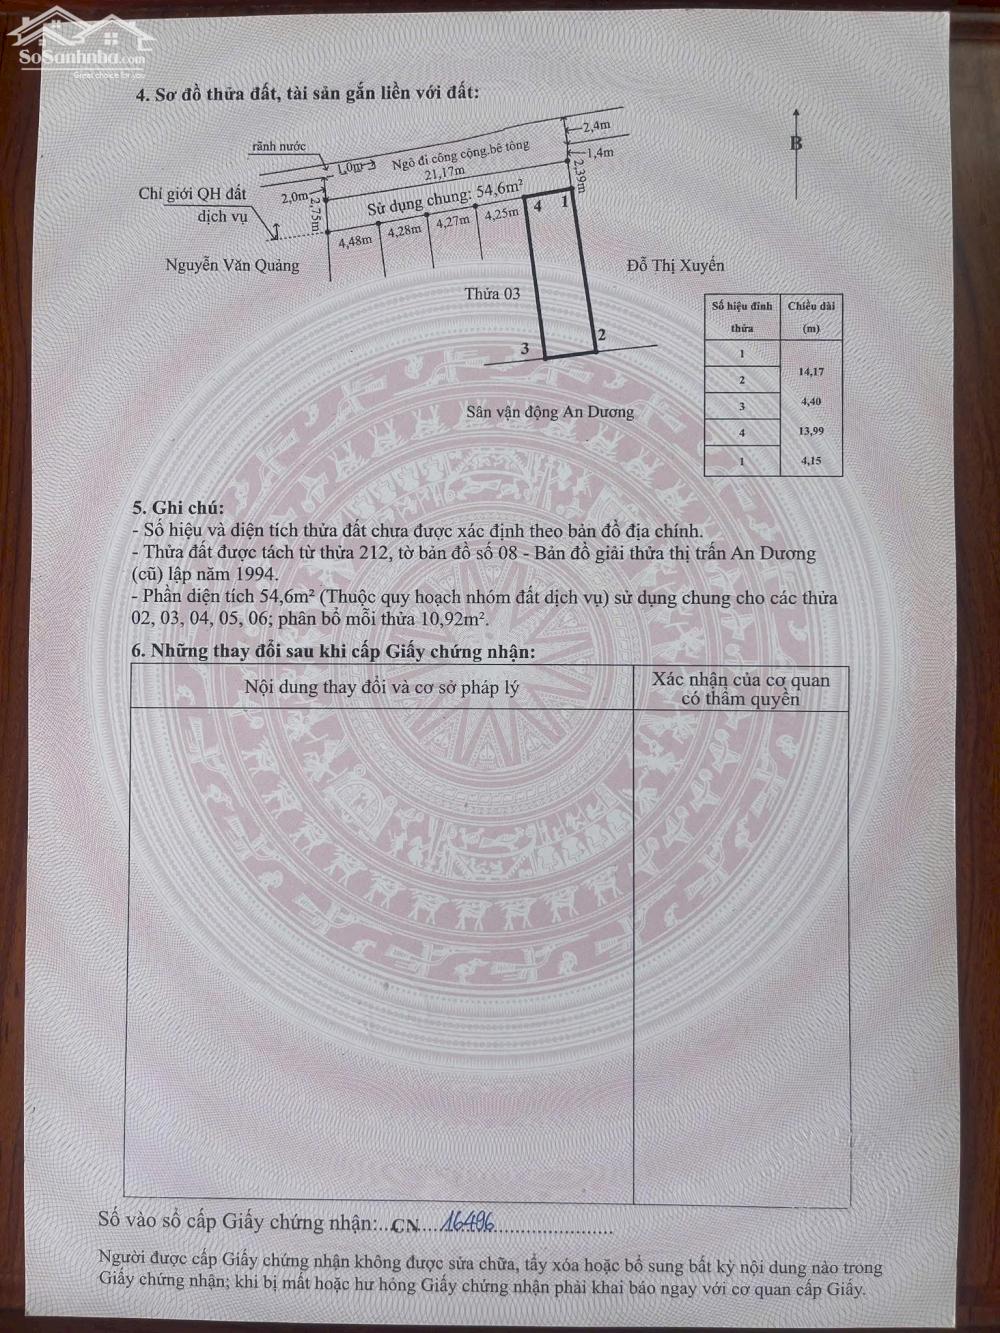 SoSanhnha.com
Great choice for you
4. Sơ đồ thửa đất, tài sản gắn liền với đất:
rãnh nước
1,0m
Ngõ đi công cộng bê tông
21,17m
2,4m
1,4m
2,39m
B
Chỉ giới QH đất
dịch vụ
2,0m
2,75m
Sử dụng chung: 54,6m²
4,48m
4,28m
4,27m
4,25m
4
1
Nguyễn Văn Quảng
Đỗ Thị Xuyến
Thửa 03
3
2
Sân vận động An Dương
Số hiệu đỉnh thửa
Chiều dài (m)
1
14,17
2
4,40
3
13,99
4
4,15
1
5. Ghi chú:
- Số hiệu và diện tích thửa đất chưa được xác định theo bản đồ địa chính.
- Thửa đất được tách từ thửa 212, tờ bản đồ số 08 - Bản đồ giải thửa thị trấn An Dương
(cũ) lập năm 1994.
- Phần diện tích 54,6m² (Thuộc quy hoạch nhóm đất dịch vụ) sử dụng chung cho các thửa
02, 03, 04, 05, 06; phân bổ mỗi thửa 10,92m².
6. Những thay đổi sau khi cấp Giấy chứng nhận:
Nội dung thay đổi và cơ sở pháp lý
Xác nhận của cơ quan
có thẩm quyền
Số vào sổ cấp Giấy chứng nhận:...CN....16496..............................
Người được cấp Giấy chứng nhận không được sửa chữa, tẩy xóa hoặc bổ sung bất kỳ nội dung nào trong
Giấy chứng nhận; khi bị mất hoặc hư hỏng Giấy chứng nhận phải khai báo ngay với cơ quan cấp Giấy.